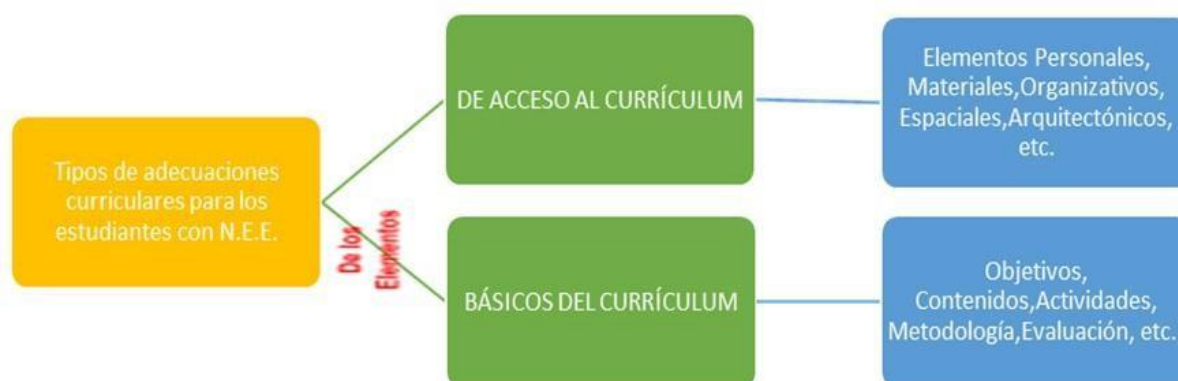 Tipos de adecuaciones
curriculares para los
estudiantes con N.E.E.
De los
Elementos
DE ACCESO AL CURRÍCULUM
Elementos Personales,
Materiales,Organizativos,
Espaciales,Arquitectónicos,
etc.
BÁSICOS DEL CURRÍCULUM
Objetivos,
Contenidos,Actividades,
Metodología,Evaluación, etc.